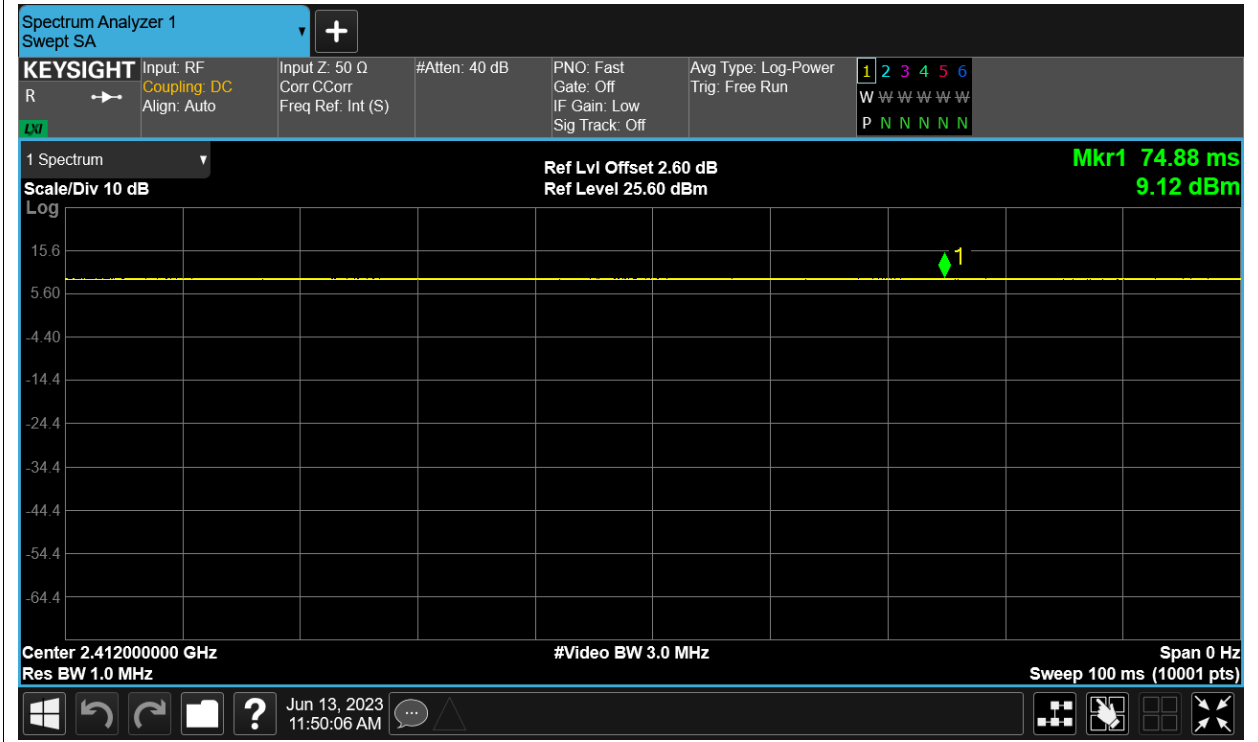 Spectrum Analyzer 1
Swept SA
+
KEYSIGHT
R
LXI
Input: RF
Coupling: DC
Align: Auto
Input Z: 50 Ω
Corr CCorr
Freq Ref: Int (S)
#Atten: 40 dB
PNO: Fast
Gate: Off
IF Gain: Low
Sig Track: Off
Avg Type: Log-Power
Trig: Free Run
1 2 3 4 5 6
W W W W W W
P N N N N N
1 Spectrum
Scale/Div 10 dB
Log
Ref Lvl Offset 2.60 dB
Ref Level 25.60 dBm
Mkr1 74.88 ms
9.12 dBm
15.6
1
5.60
-4.40
-14.4
-24.4
-34.4
-44.4
-54.4
-64.4
Center 2.412000000 GHz
Res BW 1.0 MHz
#Video BW 3.0 MHz
Span 0 Hz
Sweep 100 ms (10001 pts)
?
Jun 13, 2023
11:50:06 AM